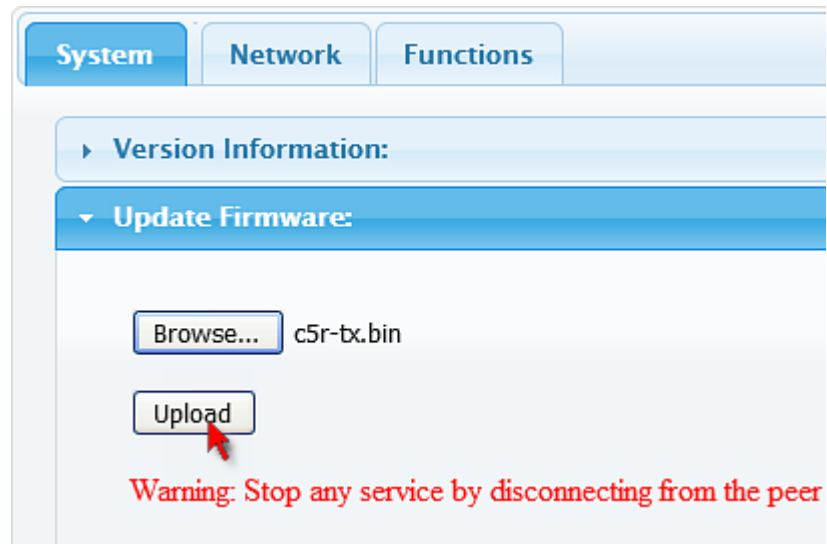 System Network Functions
Version Information:
Update Firmware:
Browse... c5r-tx.bin
Upload
Warning: Stop any service by disconnecting from the peer